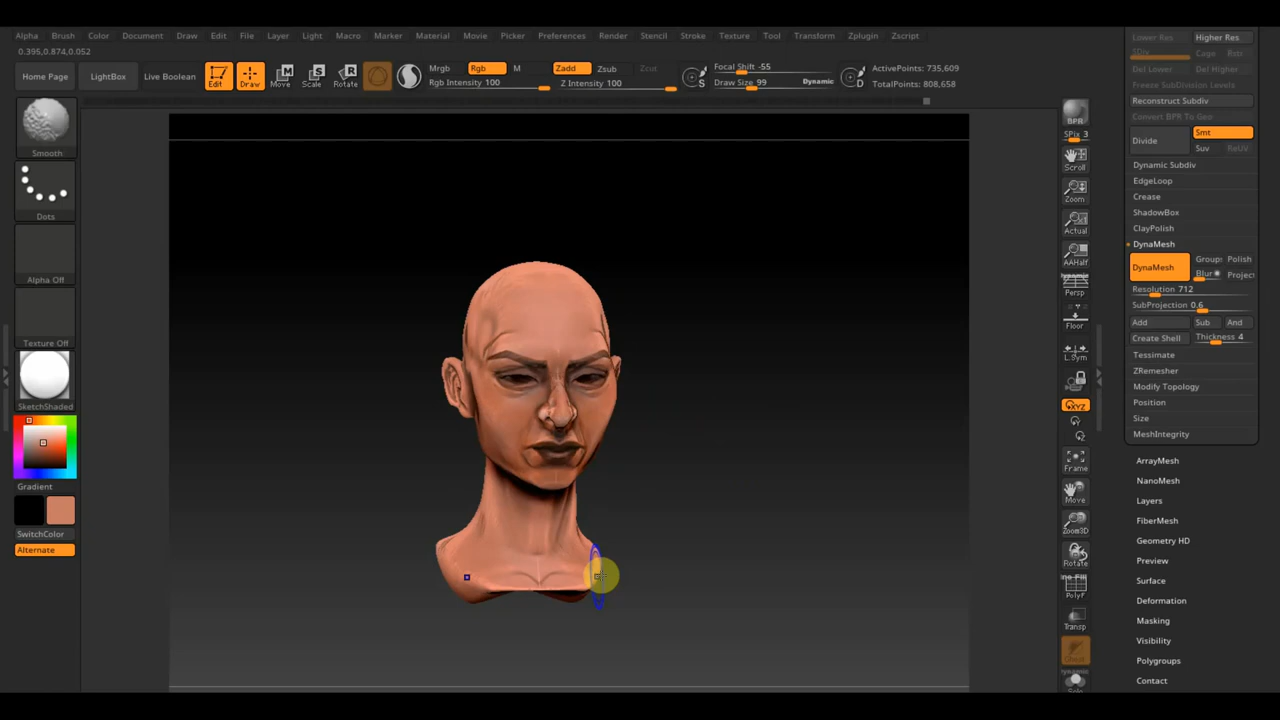 Alpha Brush Color Document Draw Edit File Layer Light Macro Marker Material Movie Picker Preferences Render Stencil Stroke Texture Tool Transform Zplugin Zscript
0.395,0.874,0.052
Home Page LightBox Live Boolean Edit Draw Move Scale Rotate
Mrgb Rgb M Zadd Zsub Zcut
Rgb Intensity 100 Z Intensity 100
Focal Shift -55
Draw Size 99 Dynamic
S
D
ActivePoints: 735,609
TotalPoints: 808,658
Smooth
Dots
Alpha Off
Texture Off
SketchShaded
Gradient
SwitchColor
Alternate
BPR
SPix 3
Scroll
Zoom
Actual
AAHalf
Dynamic
Persp
Floor
L.Sym
XYZ
Frame
Move
Zoom3D
Rotate
PolyF
Transp
Ghost
Dynamic
Solo
Lower Res Higher Res
SDiv Cage Rstr
Del Lower Del Higher
Freeze SubDivision Levels
Reconstruct Subdiv
Convert BPR To Geo
Divide Smt
Suv ReUV
Dynamic Subdiv
EdgeLoop
Crease
ShadowBox
ClayPolish
DynaMesh
DynaMesh Groups Polish
Blur Project
Resolution 712
SubProjection 0.6
Add Sub And
Create Shell Thickness 4
Tessimate
ZRemesher
Modify Topology
Position
Size
MeshIntegrity
ArrayMesh
NanoMesh
Layers
FiberMesh
Geometry HD
Preview
Surface
Deformation
Masking
Visibility
Polygroups
Contact